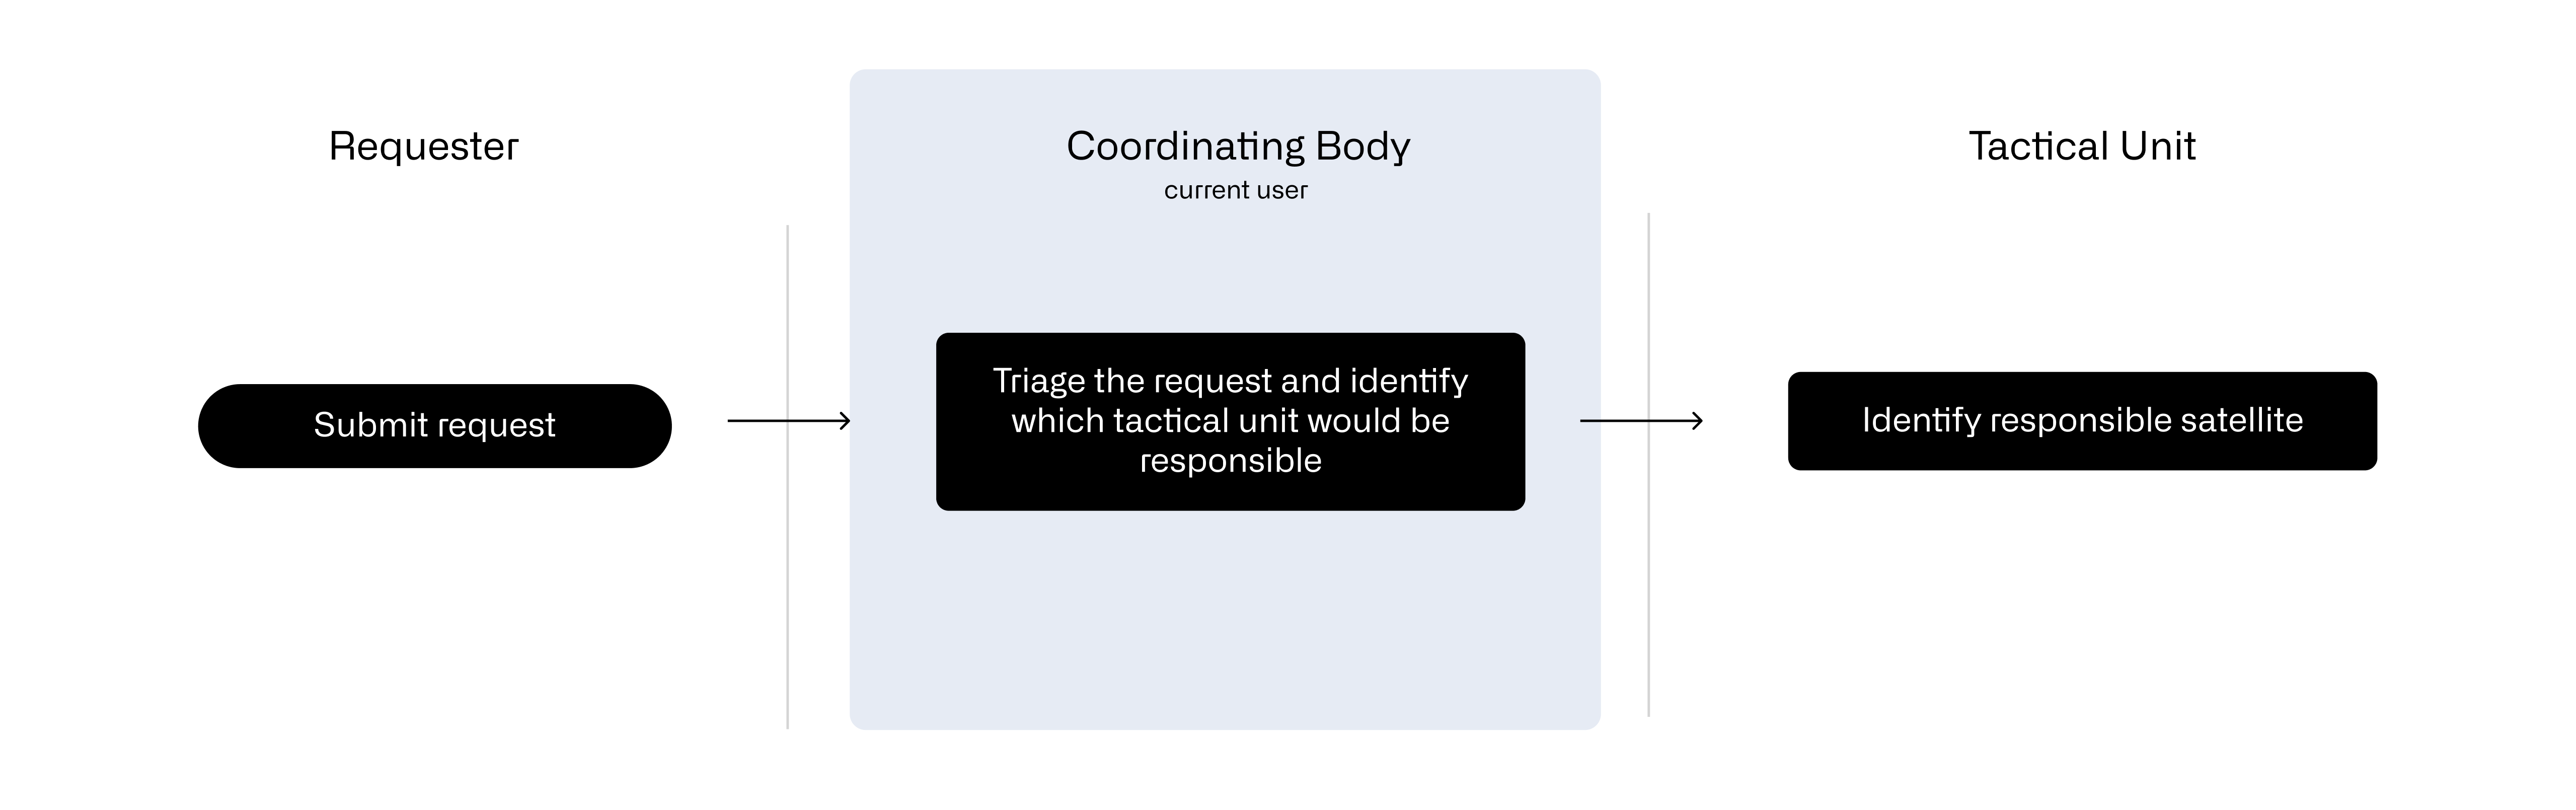 Requester
Coordinating Body
current user
Tactical Unit
Submit request
Triage the request and identify
which tactical unit would be
responsible
Identify responsible satellite